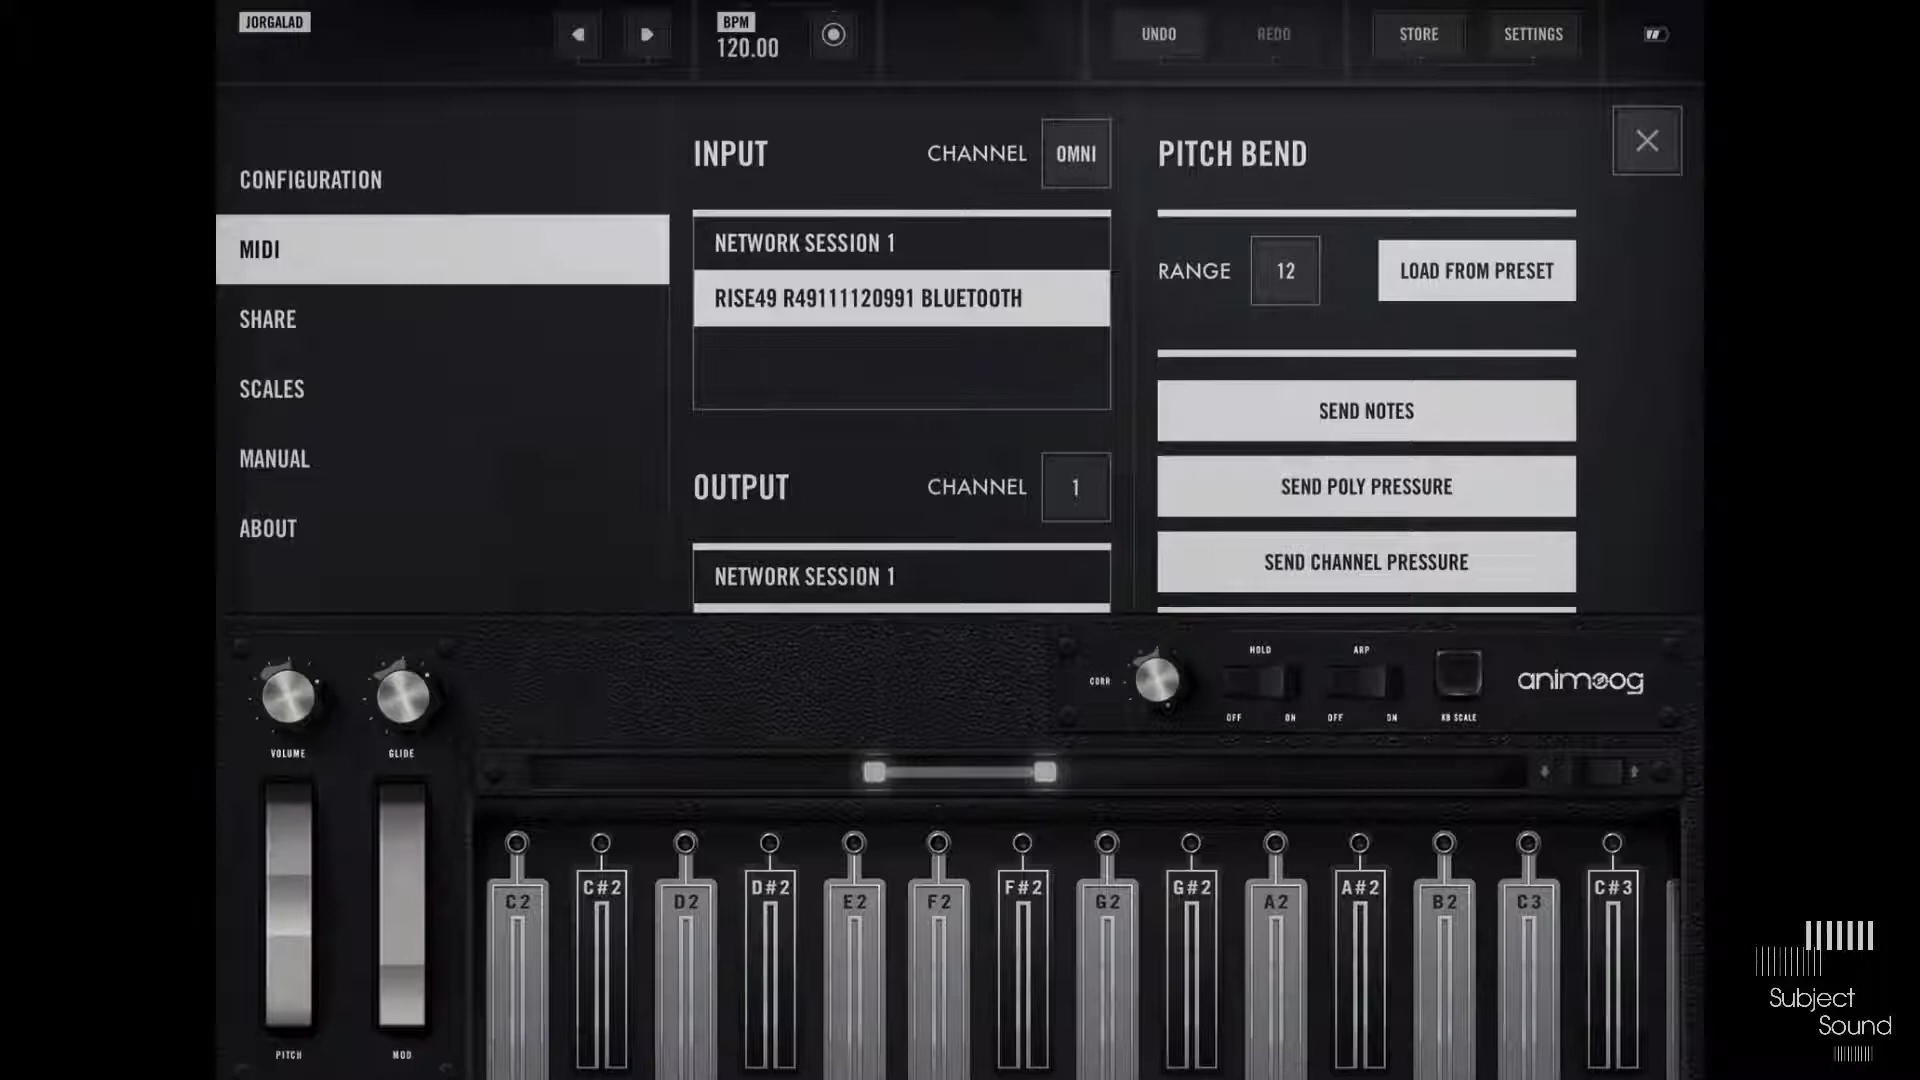 JORGALAD
BPM
120.00
UNDO
REDO
STORE
SETTINGS
CONFIGURATION
MIDI
SHARE
SCALES
MANUAL
ABOUT
INPUT
CHANNEL
OMNI
NETWORK SESSION 1
RISE49 R49111120991 BLUETOOTH
OUTPUT
CHANNEL
1
NETWORK SESSION 1
PITCH BEND
RANGE
12
LOAD FROM PRESET
SEND NOTES
SEND POLY PRESSURE
SEND CHANNEL PRESSURE
VOLUME
GLIDE
CORR
HOLD
OFF
ON
ARP
OFF
ON
KB SCALE
animoog
C2
C#2
D2
D#2
E2
F2
F#2
G2
G#2
A2
A#2
B2
C3
C#3
PITCH
MOD
Subject
Sound